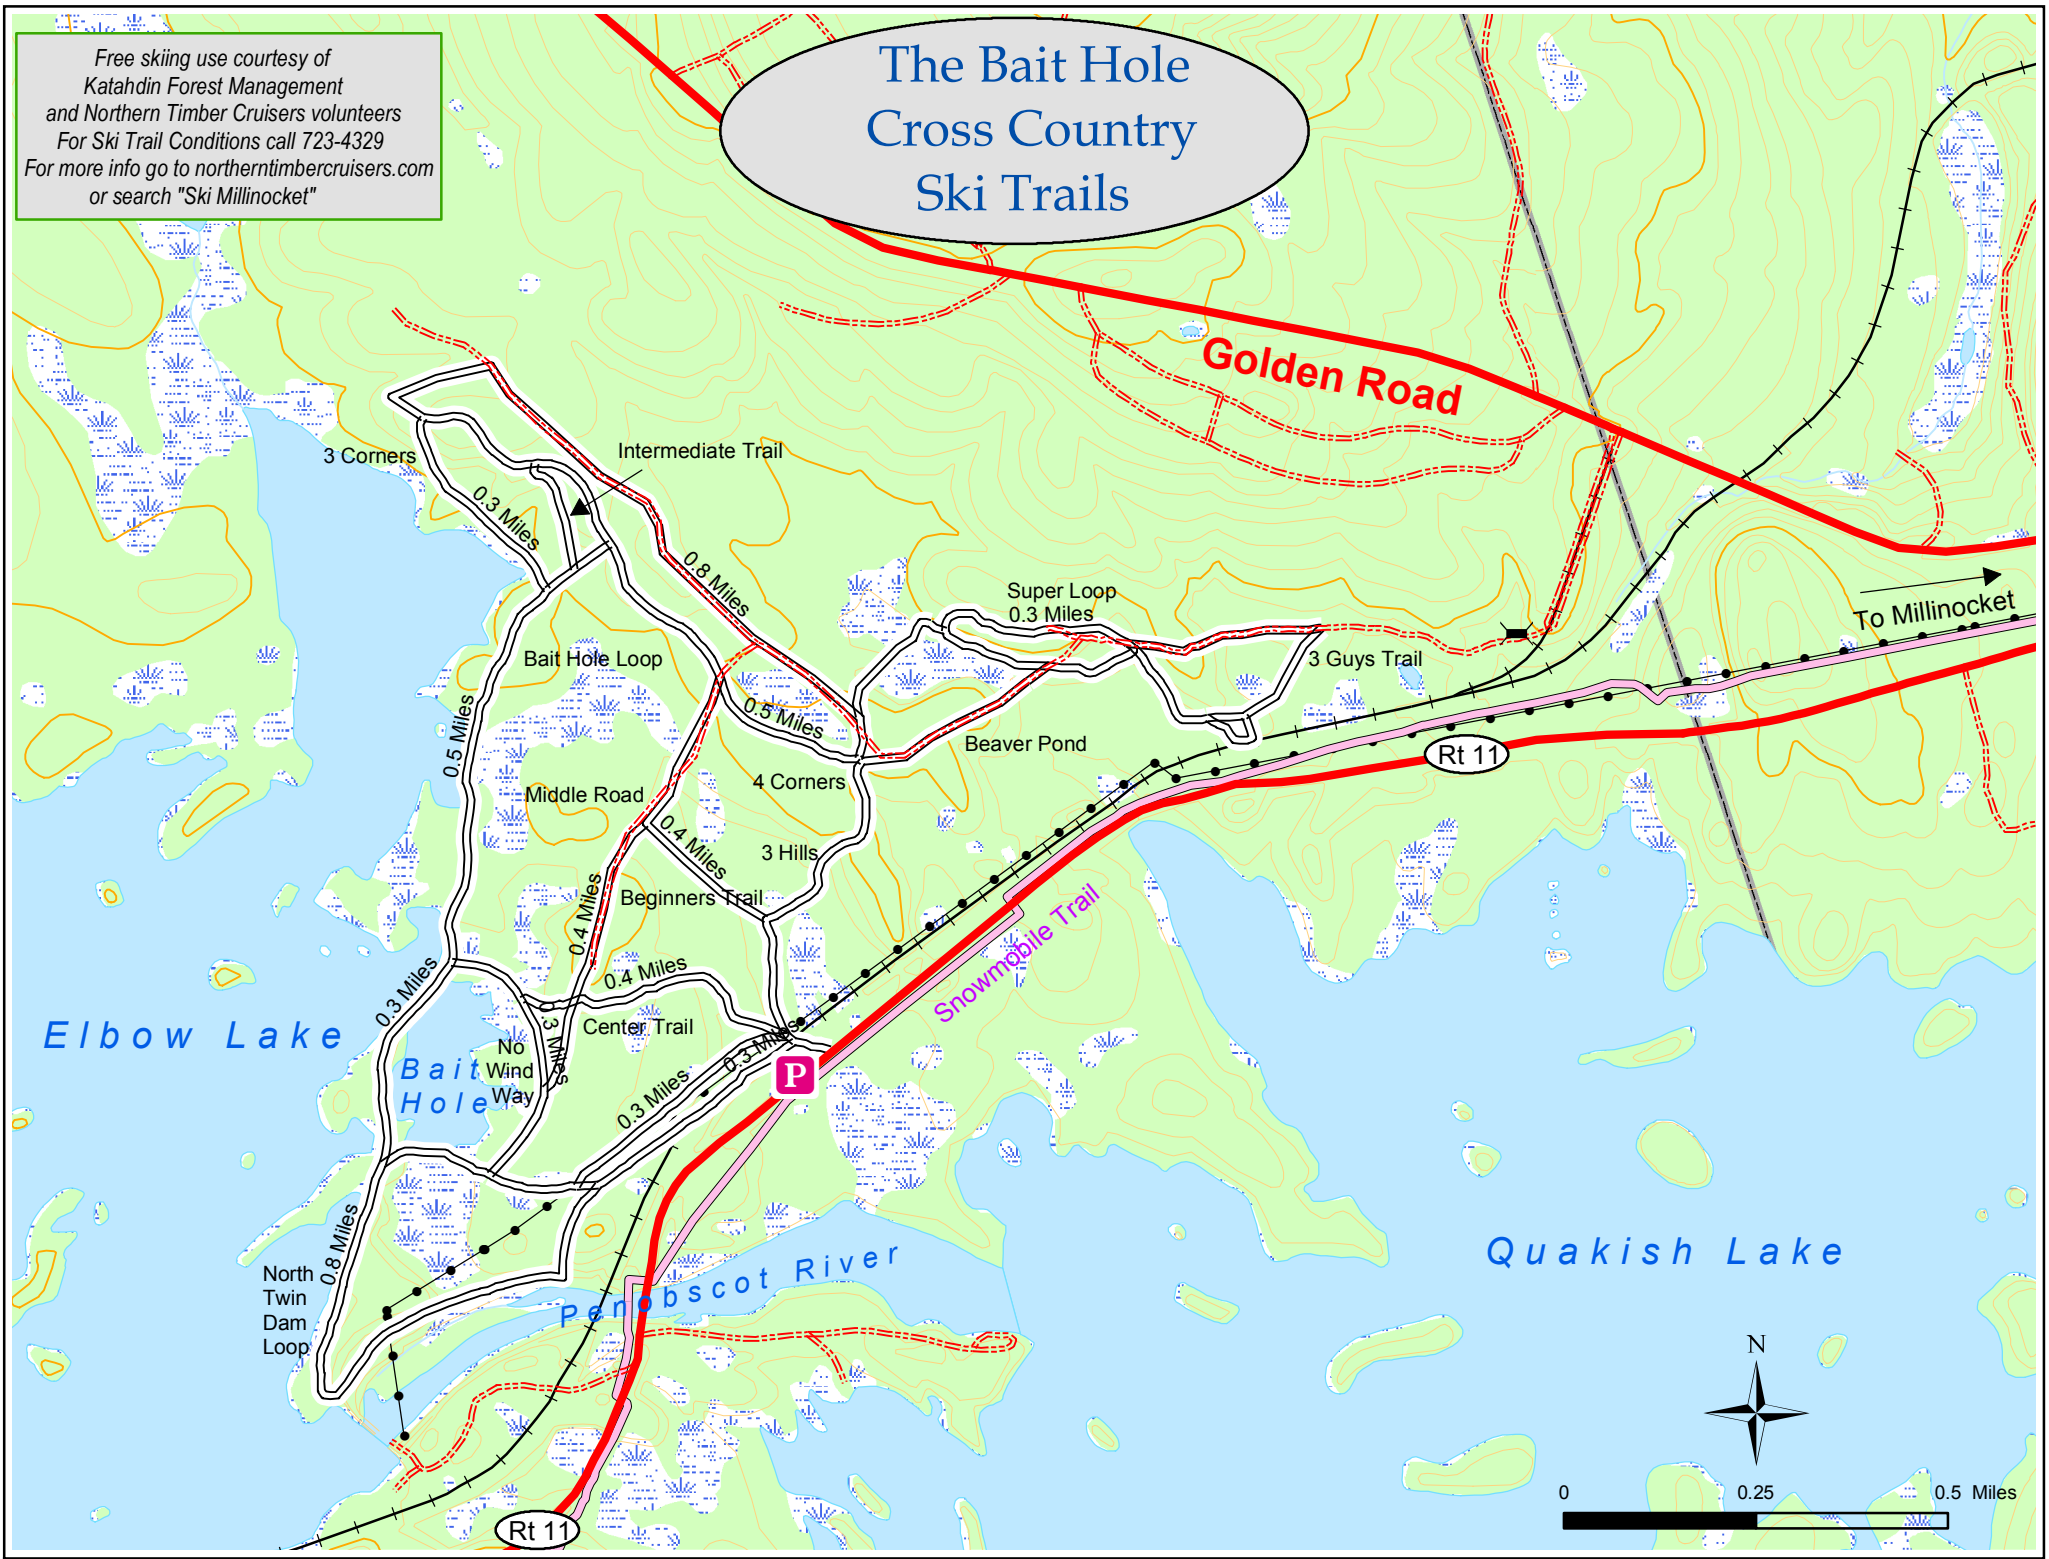 Free skiing use courtesy of
Katahdin Forest Management
and Northern Timber Cruisers volunteers
For Ski Trail Conditions call 723-4329
For more info go to northerntimbercruisers.com
or search "Ski Millinocket"
The Bait Hole
Cross Country
Ski Trails
Golden Road
3 Corners
Intermediate Trail
0.3 Miles
0.8 Miles
Super Loop
0.3 Miles
To Millinocket
Bait Hole Loop
3 Guys Trail
0.5 Miles
0.5 Miles
Beaver Pond
Rt 11
4 Corners
Middle Road
0.4 Miles
3 Hills
Beginners Trail
0.4 Miles
Snowmobile Trail
0.4 Miles
0.3 Miles
Elbow Lake
Center Trail
0.3 Miles
No
Wind
Way
Bait
Hole
0.3 Miles
0.3 Miles
P
0.8 Miles
North
Twin
Dam
Loop
Penobscot River
Quakish Lake
N
0 0.25 0.5 Miles
Rt 11